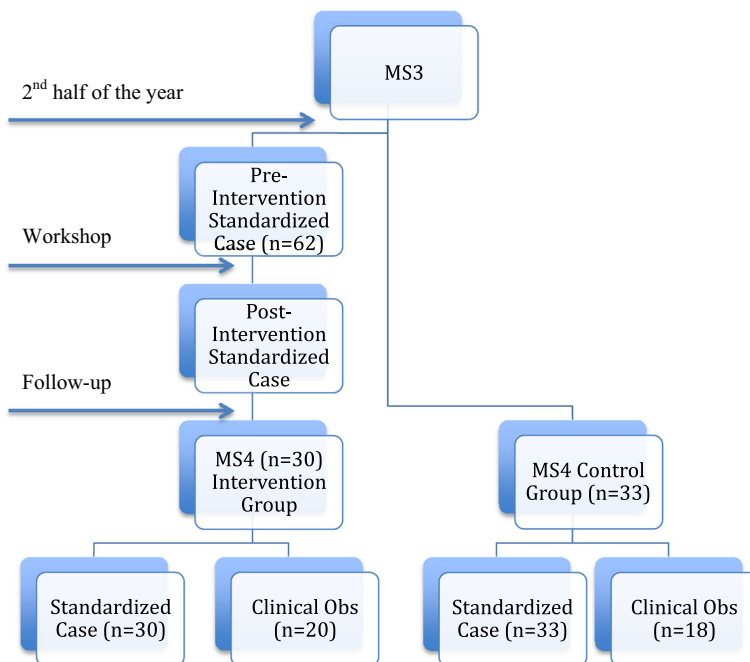 MS3
2nd half of the year
Pre-
Intervention
Standardized
Case (n=62)
Workshop
Post-
Intervention
Standardized
Case
Follow-up
MS4 (n=30)
Intervention
Group
MS4 Control
Group (n=33)
Standardized
Case (n=30)
Clinical Obs
(n=20)
Standardized
Case (n=33)
Clinical Obs
(n=18)